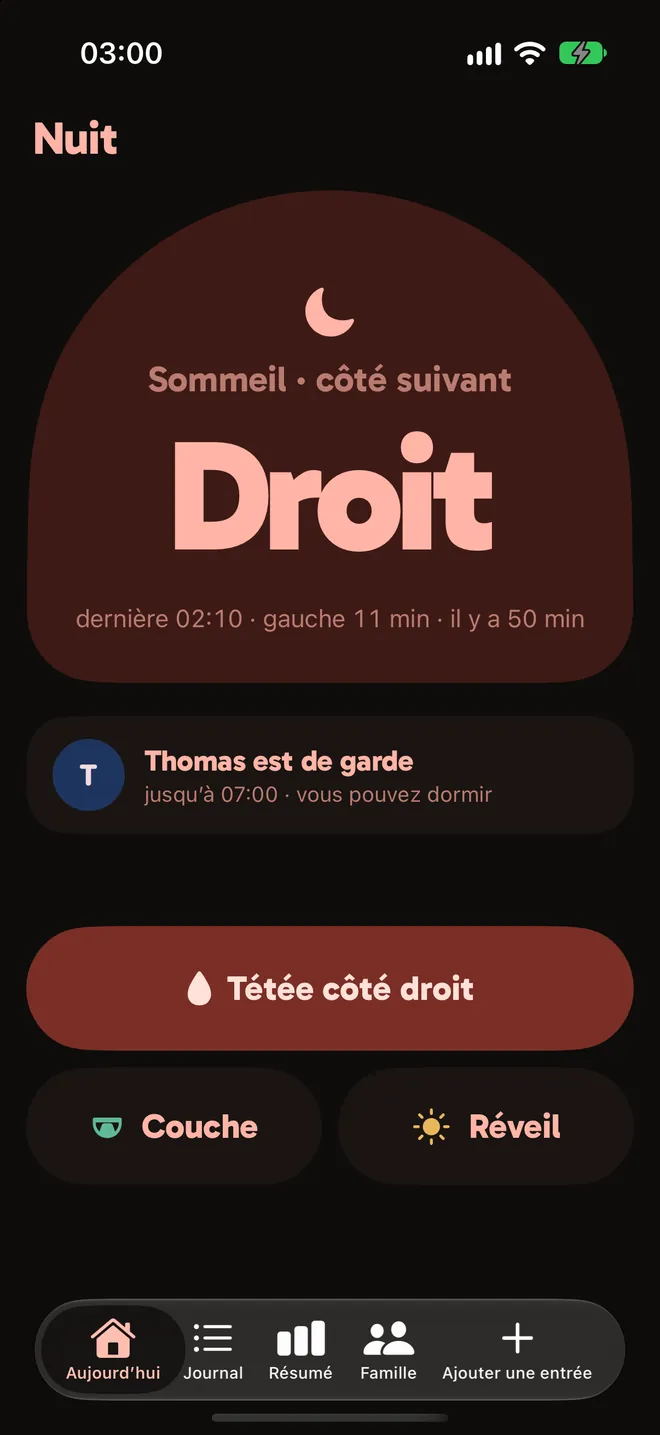 03:00
Nuit
Sommeil · côté suivant
Droit
dernière 02:10 · gauche 11 min · il y a 50 min
T
Thomas est de garde
jusqu’à 07:00 · vous pouvez dormir
Tétée côté droit
Couche
Réveil
Aujourd’hui
Journal
Résumé
Famille
Ajouter une entrée